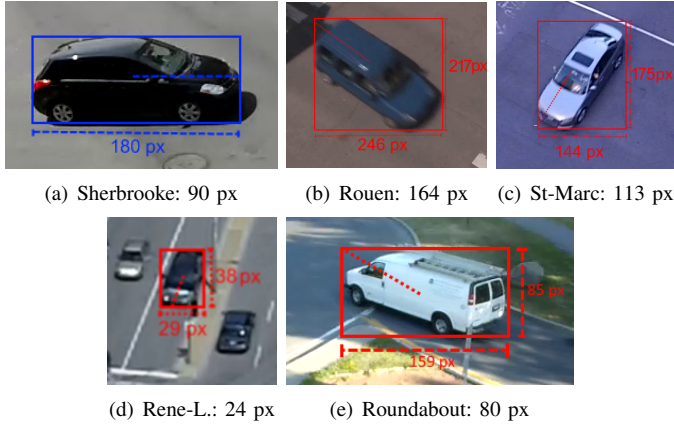 180 px
217px
246 px
175px
144 px
(a) Sherbrooke: 90 px
(b) Rouen: 164 px
(c) St-Marc: 113 px
38 px
29 px
85 px
159 px
(d) Rene-L.: 24 px
(e) Roundabout: 80 px